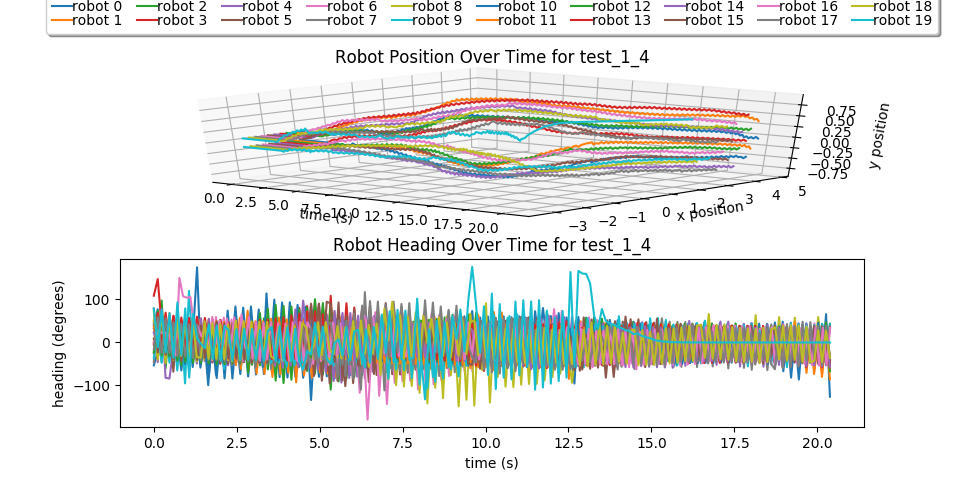 robot 0 robot 2 robot 4 robot 6 robot 8 robot 10 robot 12 robot 14 robot 16 robot 18
robot 1 robot 3 robot 5 robot 7 robot 9 robot 11 robot 13 robot 15 robot 17 robot 19
Robot Position Over Time for test_1_4
0.75
0.50
0.25
0.00
−0.25
−0.50
−0.75
y position
0.0 2.5 5.0 7.5 10.0 12.5 15.0 17.5 20.0
time (s)
−3 −2 −1 0 1 2 3 4 5
x position
Robot Heading Over Time for test_1_4
heading (degrees)
100
0
−100
0.0 2.5 5.0 7.5 10.0 12.5 15.0 17.5 20.0
time (s)